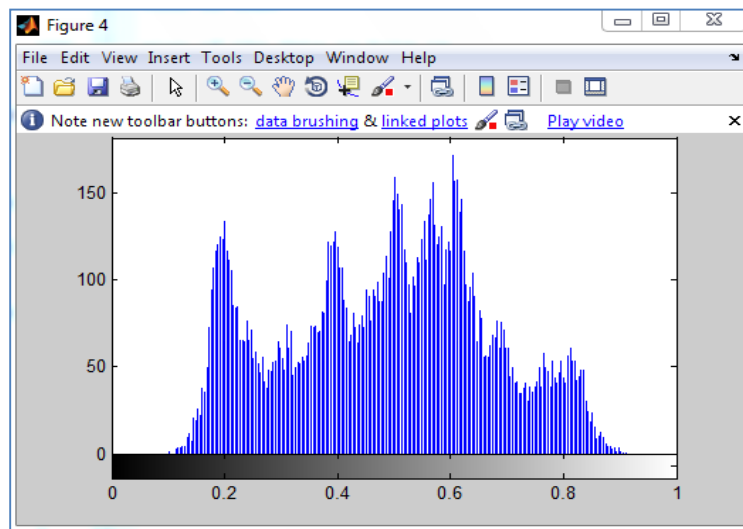 Figure 4
File Edit View Insert Tools Desktop Window Help
Note new toolbar buttons: data brushing & linked plots Play video
150
100
50
0
0 0.2 0.4 0.6 0.8 1